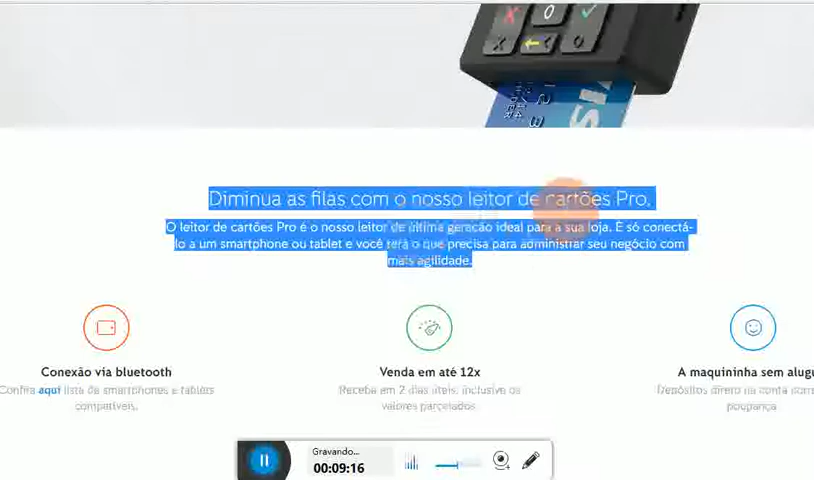 0
VISA
Diminua as filas com o nosso leitor de cartões Pro.
O leitor de cartões Pro é o nosso leitor de última geração ideal para a sua loja. É só conectá-
lo a um smartphone ou tablet e você terá o que precisa para administrar seu negócio com
mais agilidade.
Conexão via bluetooth
Confira aqui lista de smartphones e tablets
compatíveis.
Venda em até 12x
Receba em 2 dias úteis, inclusive os
valores parcelados
A maquininha sem alugu
Depósitos direto na conta
poupança
Gravando...
00:09:16